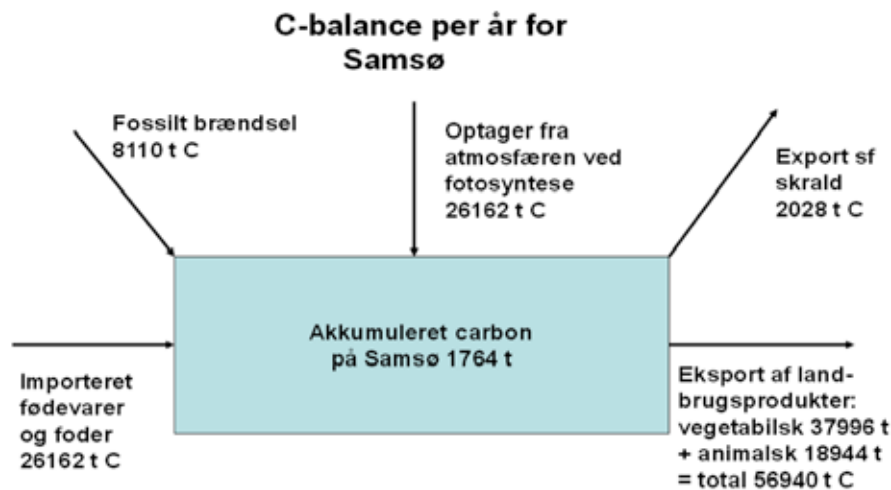 C-balance per år for
Samsø
Fossilt brændsel
8110 t C
Optager fra
atmosfæren ved
fotosyntese
26162 t C
Export sf
skrald
2028 t C
Akkumuleret carbon
på Samsø 1764 t
Importeret
fødevarer
og foder
26162 t C
Eksport af land-
brugsprodukter:
vegetabilsk 37996 t
+ animalsk 18944 t
= total 56940 t C